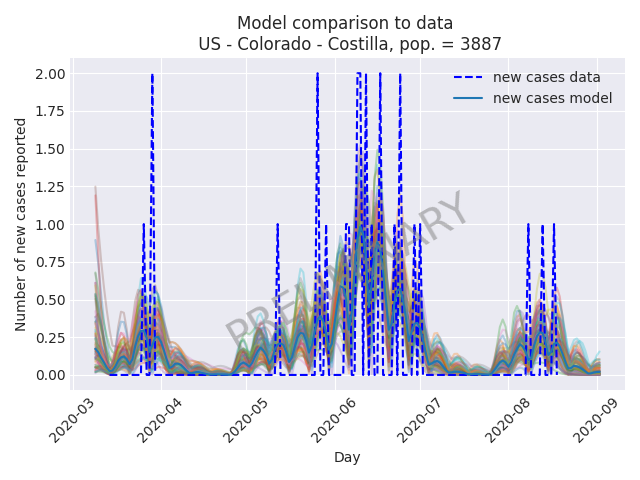 Model comparison to data
US - Colorado - Costilla, pop. = 3887
new cases data
new cases model
Number of new cases reported
2.00
1.75
1.50
1.25
1.00
0.75
0.50
0.25
0.00
PRELIMINARY
2020-03
2020-04
2020-05
2020-06
2020-07
2020-08
2020-09
Day